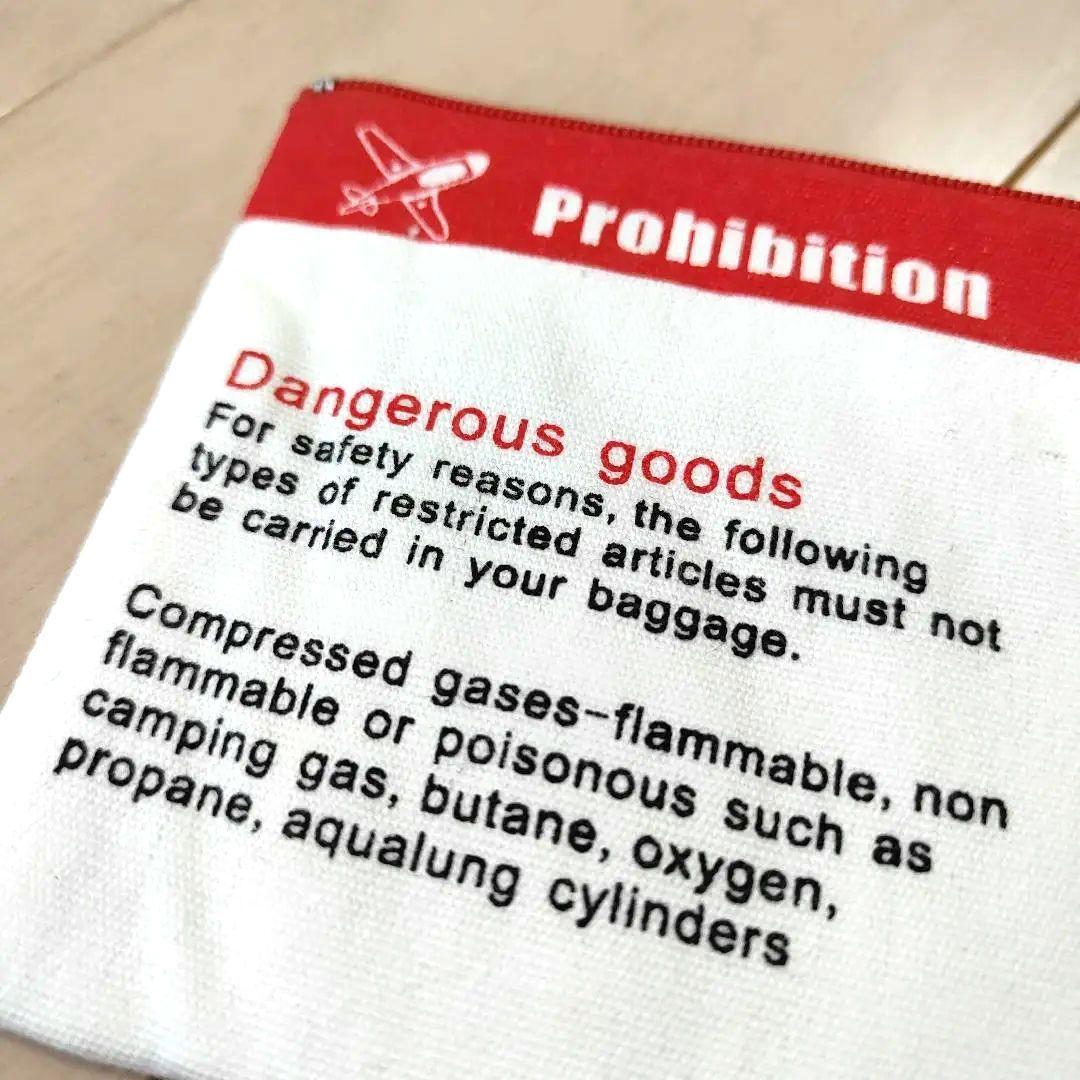 Prohibition
Dangerous goods
For safety reasons, the following
types of restricted articles must not
be carried in your baggage.
Compressed gases-flammable, non
flammable or poisonous such as
camping gas, butane, oxygen,
propane, aqualung cylinders